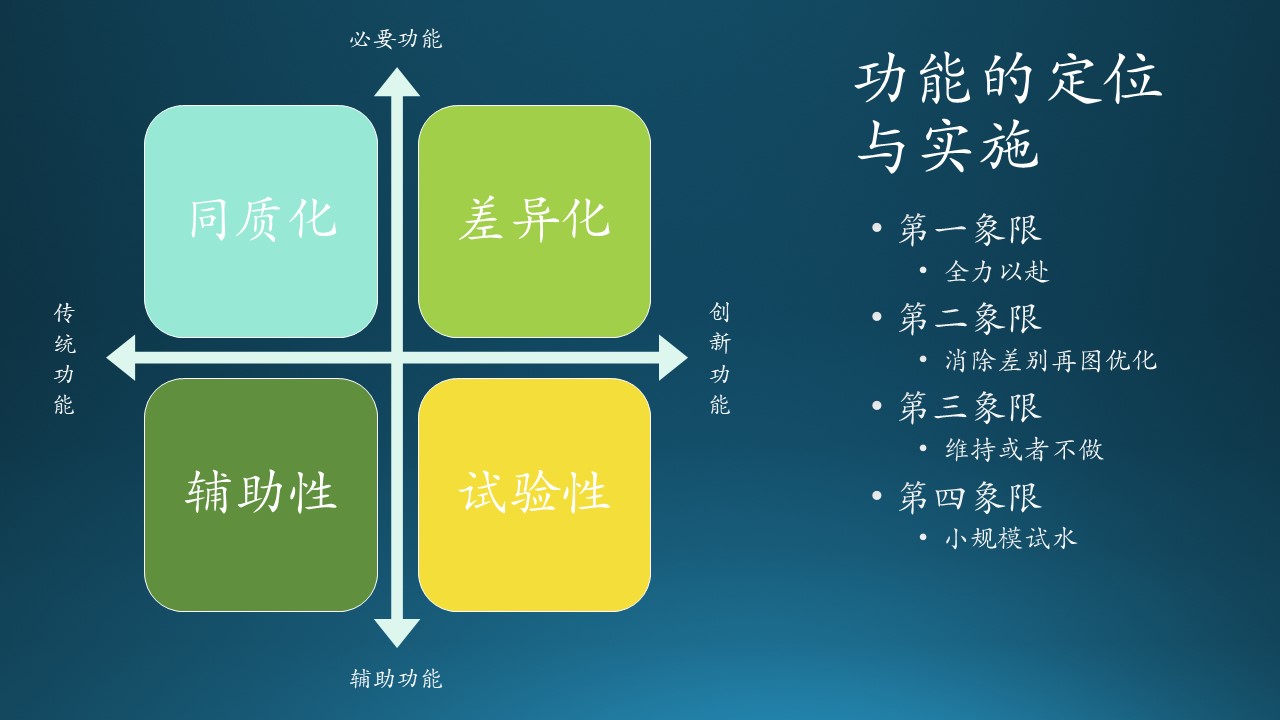 必要功能
同质化
差异化
传统功能
创新功能
辅助性
试验性
辅助功能
功能的定位
与实施
• 第一象限
• 全力以赴
• 第二象限
• 消除差别再图优化
• 第三象限
• 维持或者不做
• 第四象限
• 小规模试水